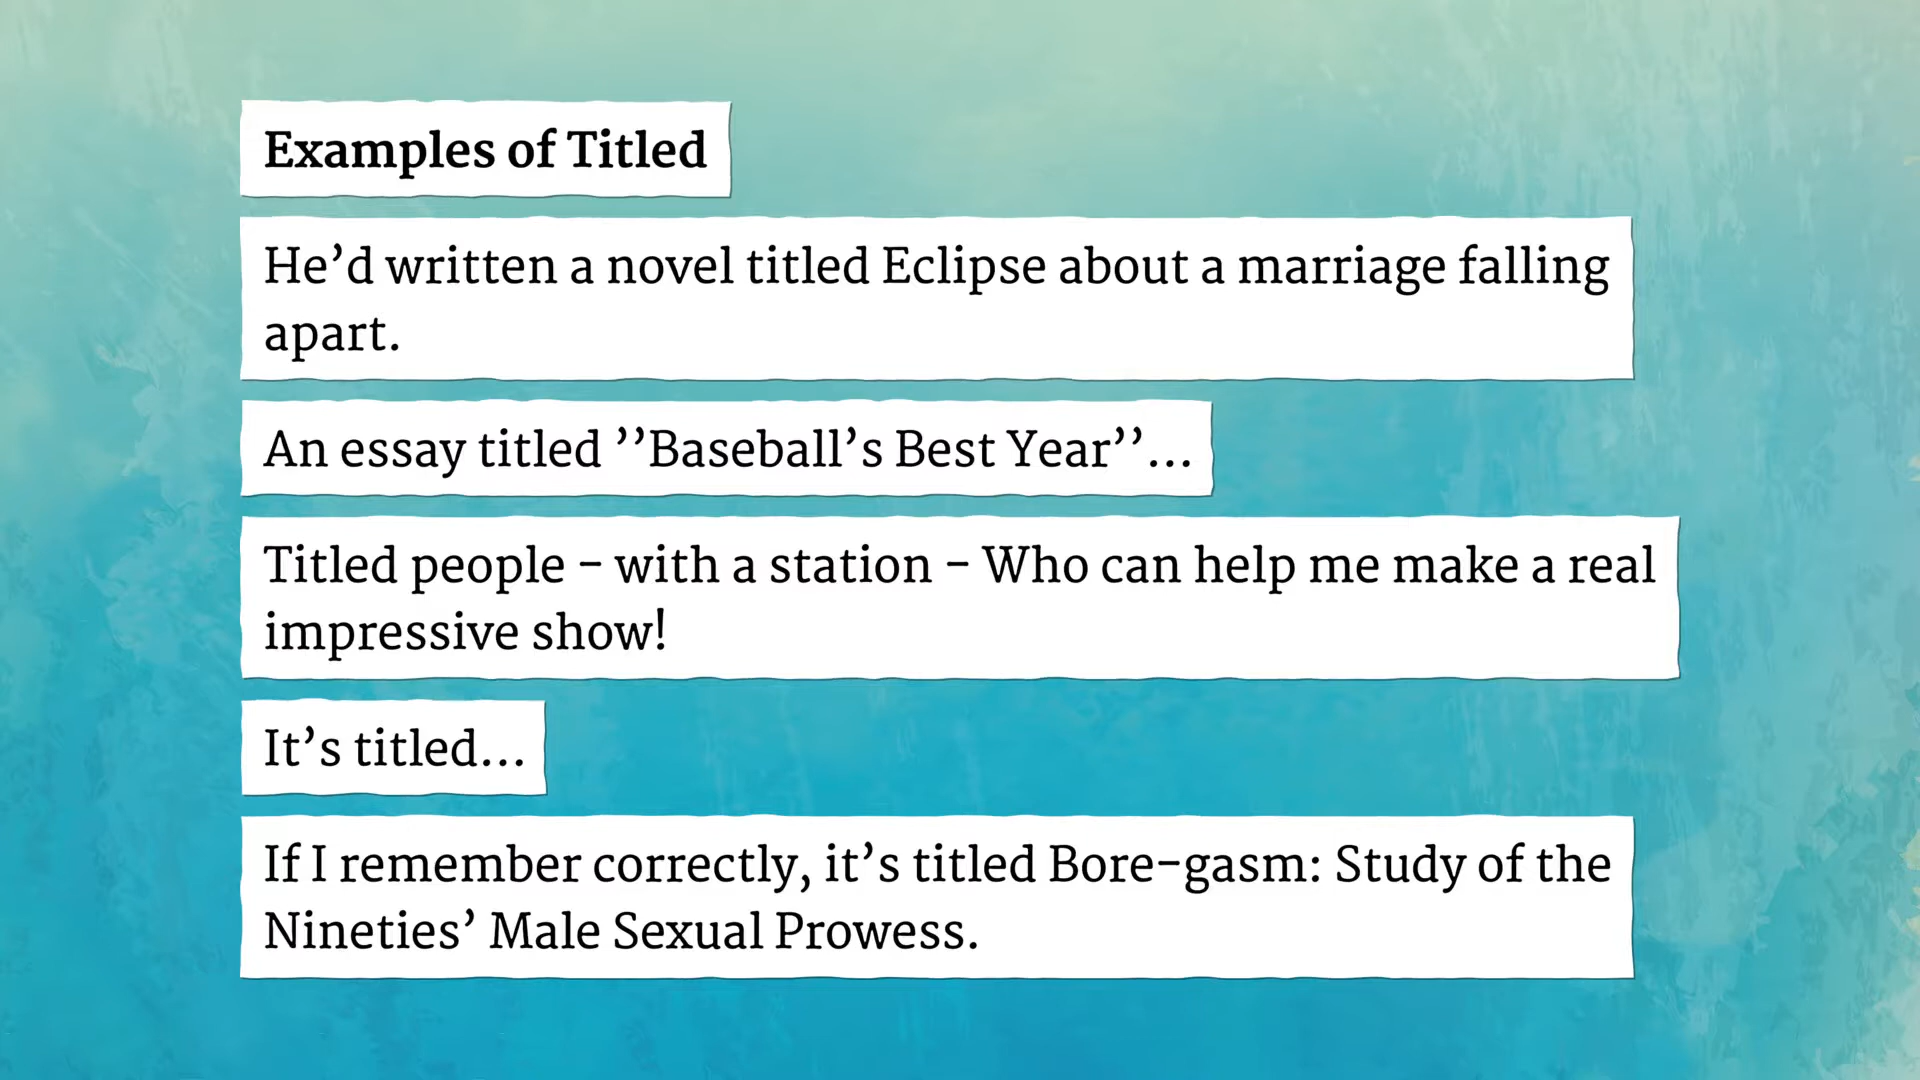 Examples of Titled
He’d written a novel titled Eclipse about a marriage falling
apart.
An essay titled ’’Baseball’s Best Year’’...
Titled people – with a station – Who can help me make a real
impressive show!
It’s titled...
If I remember correctly, it’s titled Bore-gasm: Study of the
Nineties’ Male Sexual Prowess.